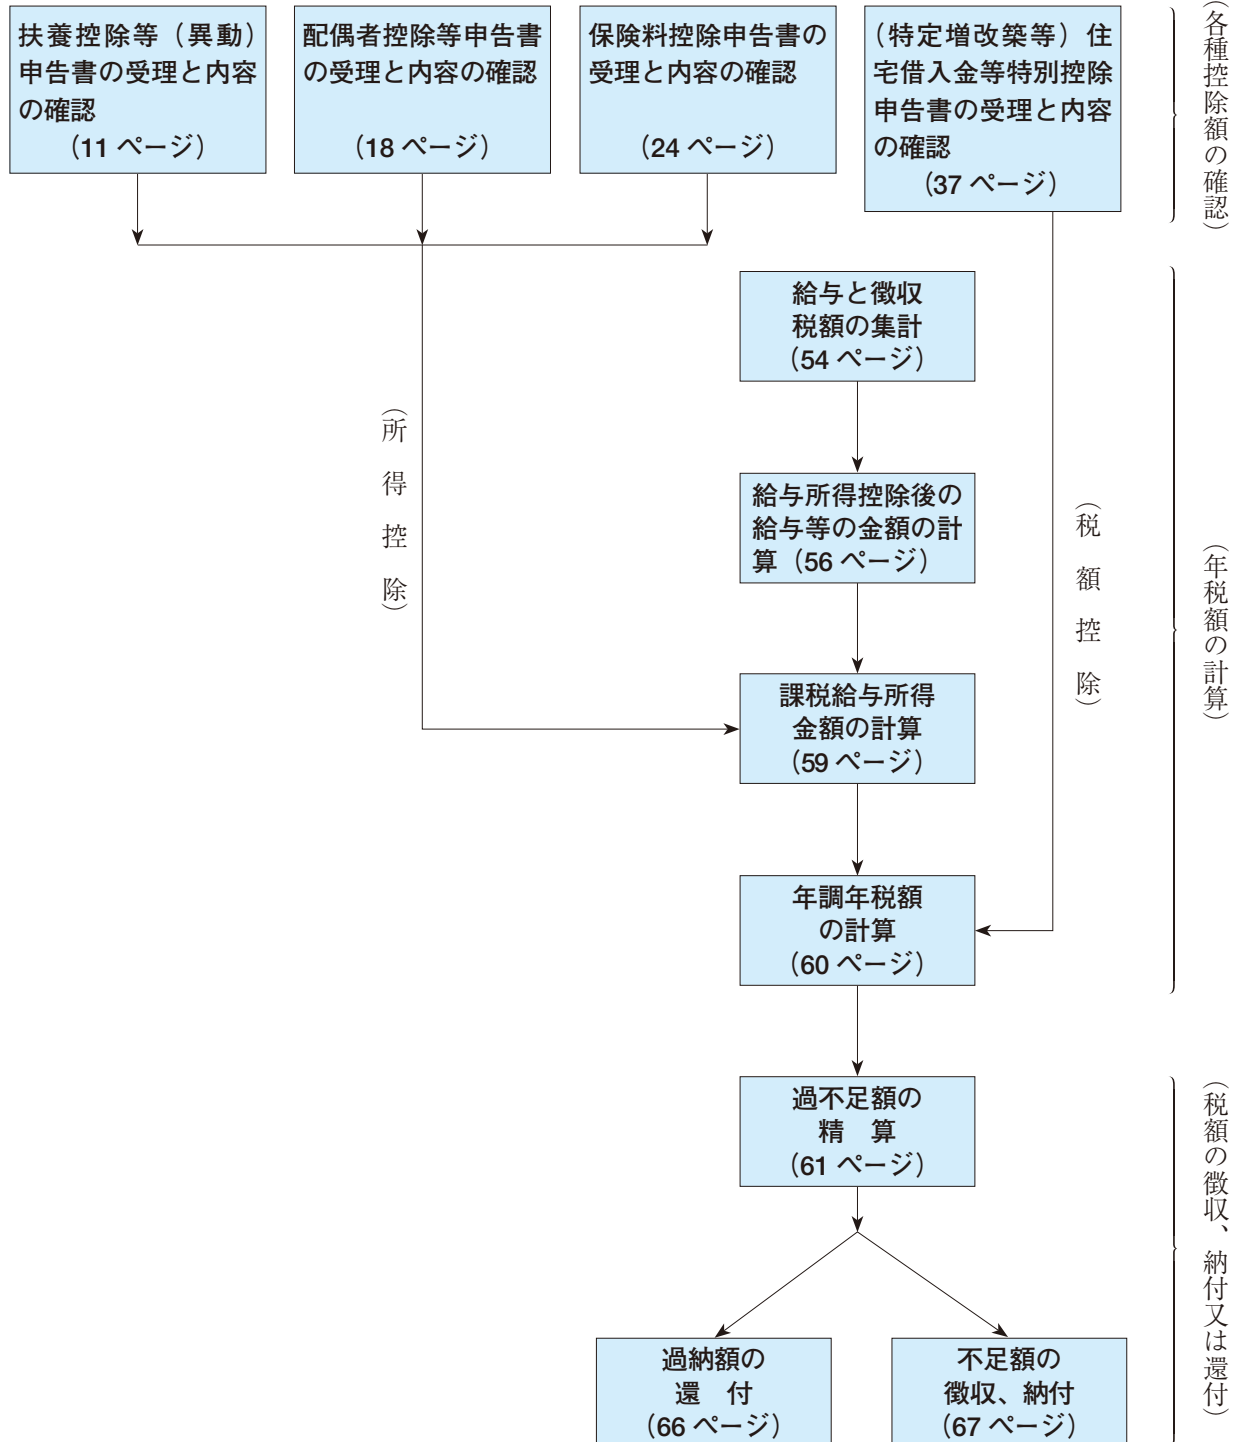 扶養控除等（異動）
申告書の受理と内容
の確認
（11 ページ）
配偶者控除等申告書
の受理と内容の確認
（18 ページ）
保険料控除申告書の
受理と内容の確認
（24 ページ）
（特定増改築等）住
宅借入金等特別控除
申告書の受理と内容
の確認
（37 ページ）
（各種控除額の確認）
給与と徴収
税額の集計
（54 ページ）
（所得控除）
給与所得控除後の
給与等の金額の計
算（56 ページ）
（税額控除）
（年税額の計算）
課税給与所得
金額の計算
（59 ページ）
年調年税額
の計算
（60 ページ）
過不足額の
精　算
（61 ページ）
（税額の徴収、納付又は還付）
過納額の
還　付
（66 ページ）
不足額の
徴収、納付
（67 ページ）